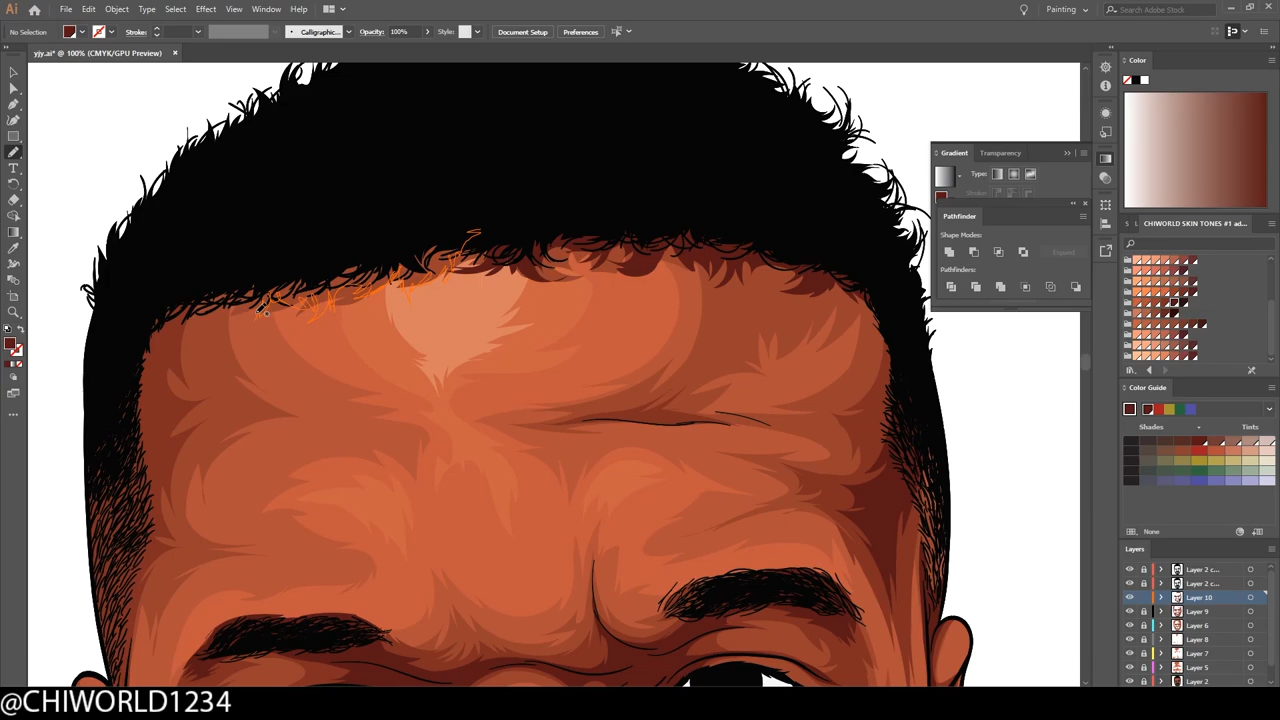 Ai
File Edit Object Type Select Effect View Window Help
Painting
Search Adobe Stock
No Selection
Stroke:
Calligraphic...
Opacity: 100%
Style:
Document Setup
Preferences
yjy.ai* @ 100% (CMYK/GPU Preview)
Color
Gradient Transparency
Type:
Stroke:
Pathfinder
Shape Modes:
Expand
Pathfinders:
S L CHIWORLD SKIN TONES #1 ad...
Color Guide
Shades Tints
None
Layers
Layer 2 c...
Layer 2 c...
Layer 10
Layer 9
Layer 6
Layer 8
Layer 7
Layer 5
Layer 2
@CHIWORLD1234